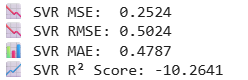 📉 SVR MSE:  0.2524
📉 SVR RMSE: 0.5024
📊 SVR MAE:  0.4787
📈 SVR R² Score: -10.2641